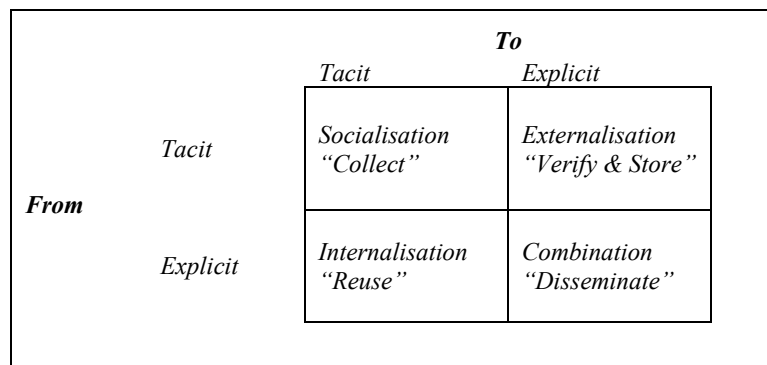 To
Tacit Explicit
Tacit
Socialisation
“Collect”
Externalisation
“Verify & Store”
From
Explicit
Internalisation
“Reuse”
Combination
“Disseminate”